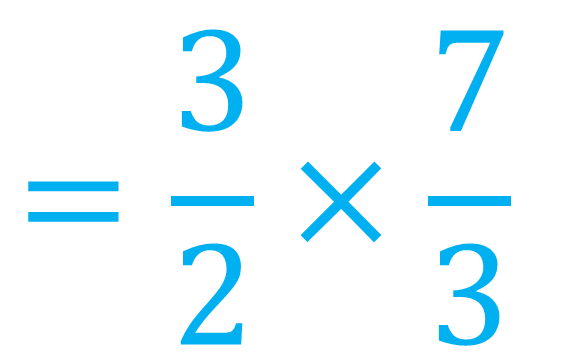 = 3/2 × 7/3